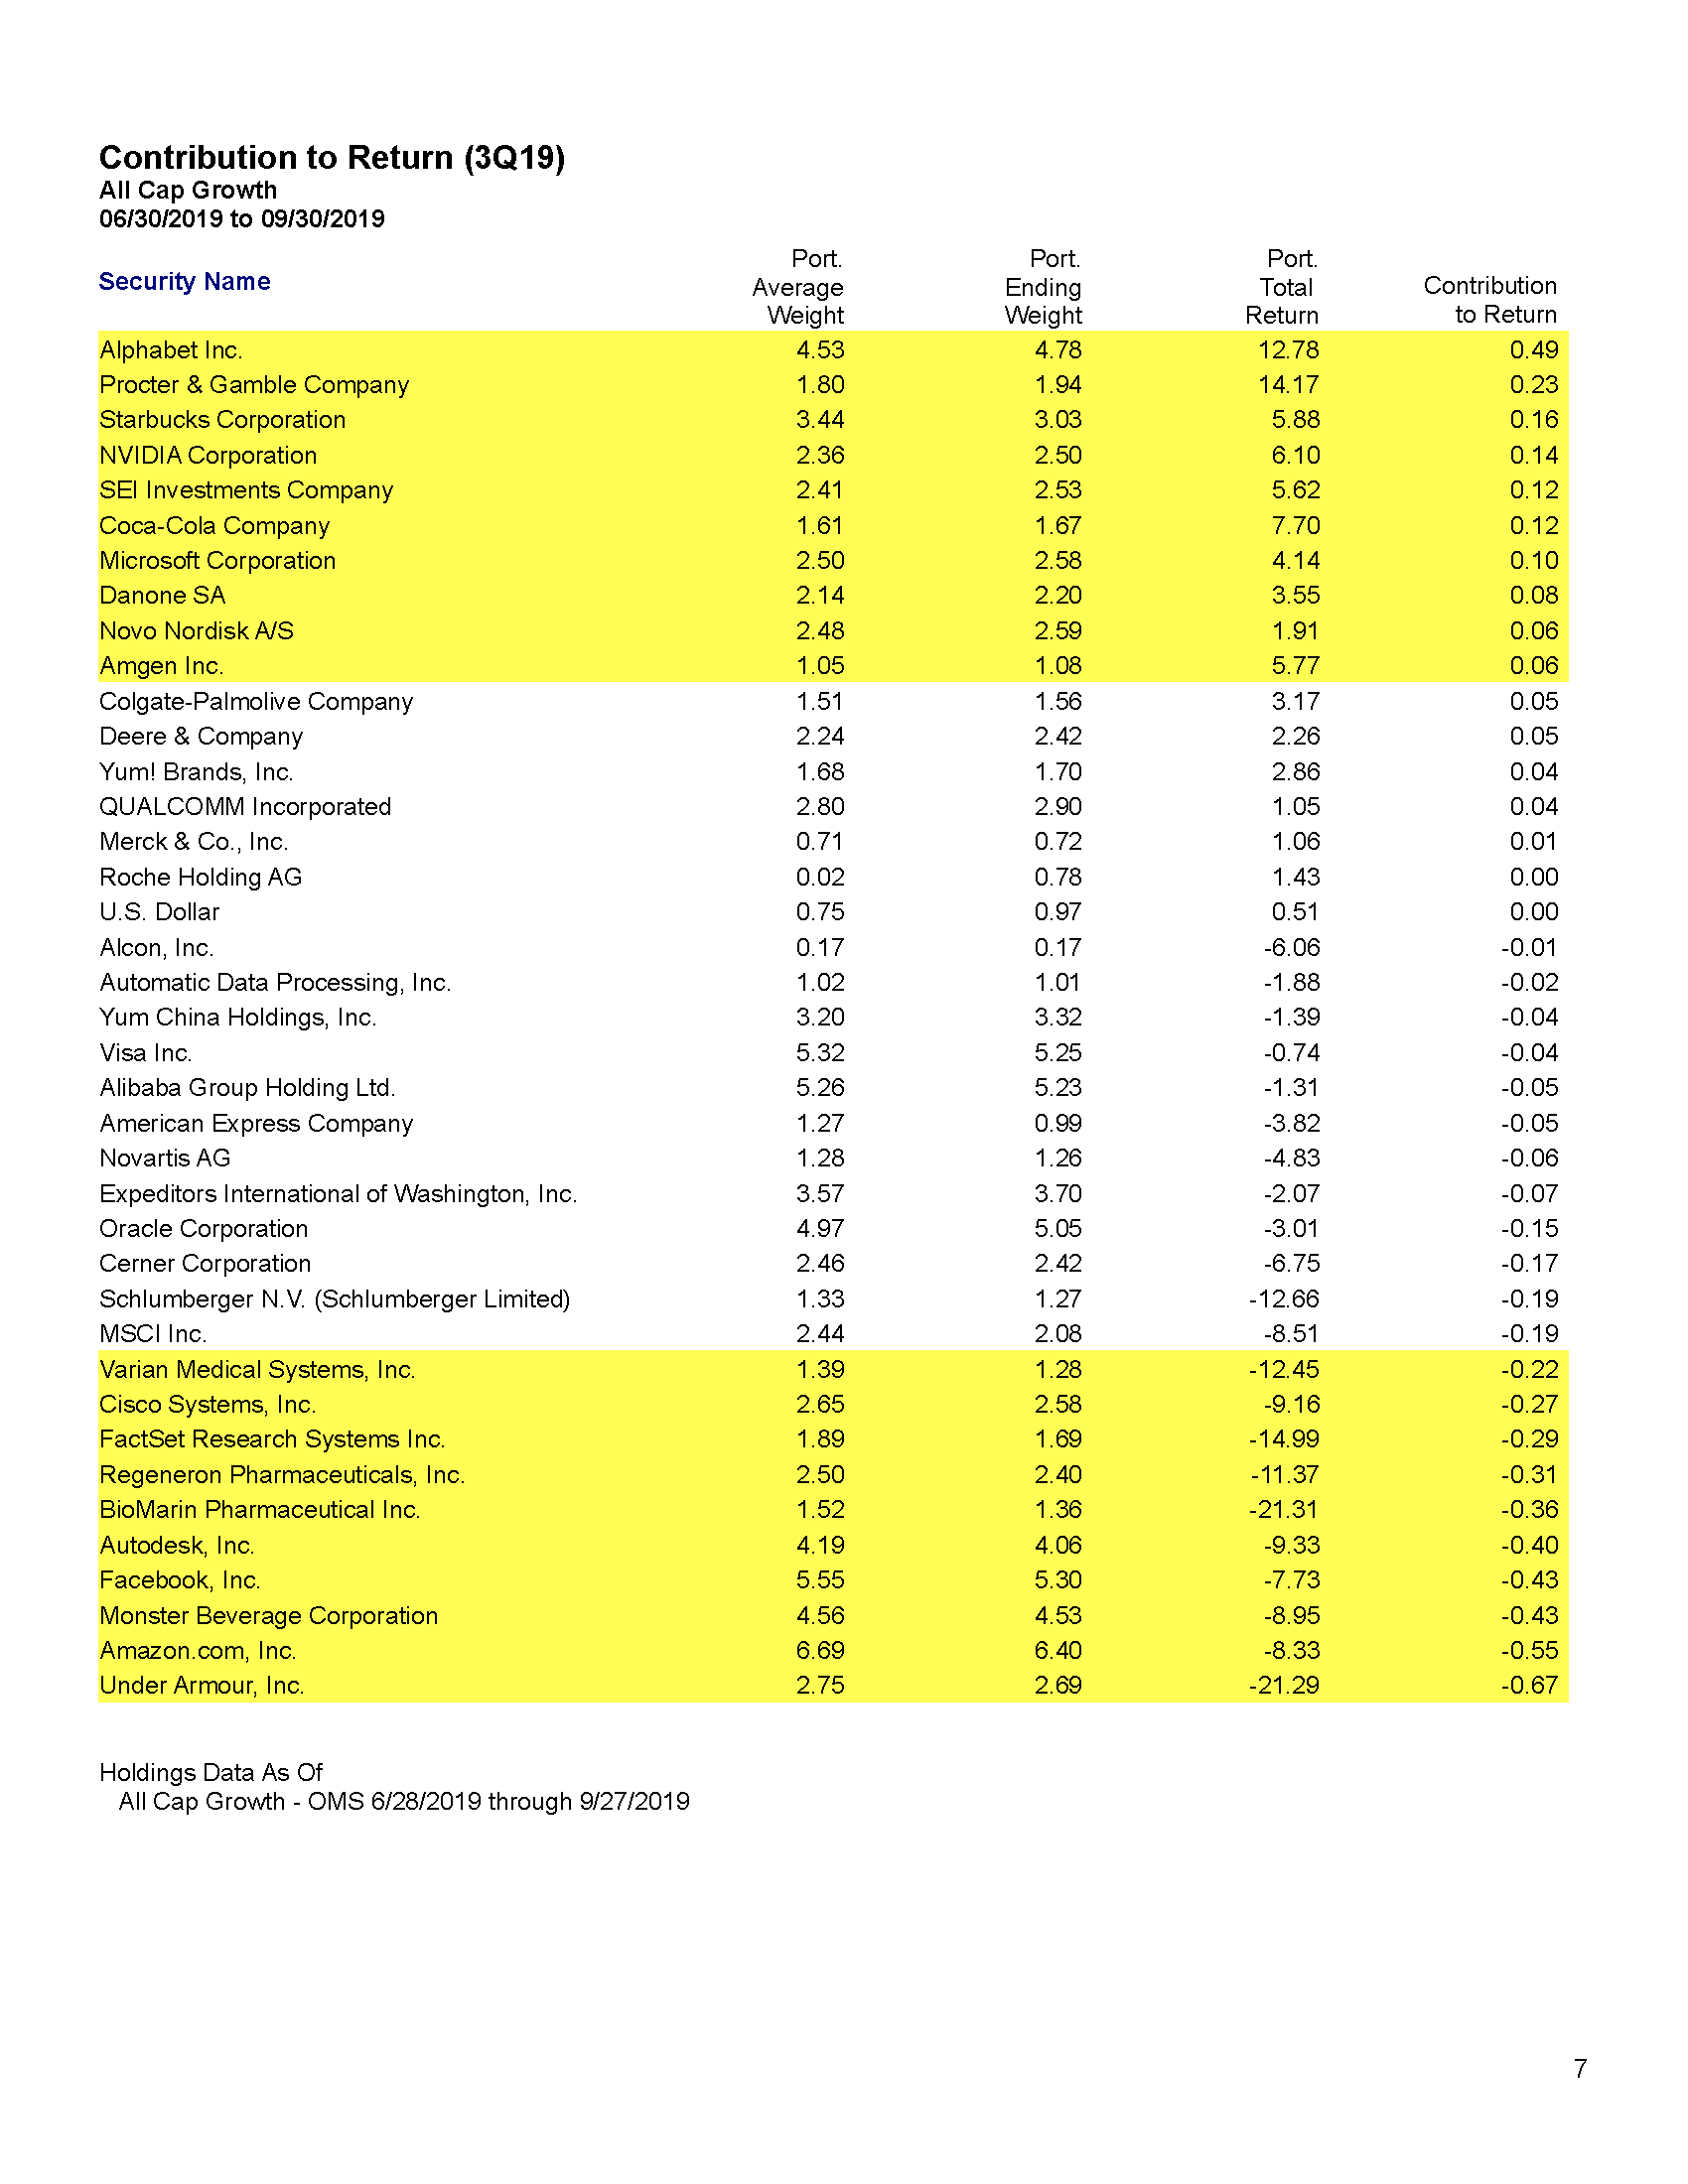 Contribution to Return (3Q19)
All Cap Growth
06/30/2019 to 09/30/2019
Security Name Port. Average Weight Port. Ending Weight Port. Total Return Contribution to Return
Alphabet Inc. 4.53 4.78 12.78 0.49
Procter & Gamble Company 1.80 1.94 14.17 0.23
Starbucks Corporation 3.44 3.03 5.88 0.16
NVIDIA Corporation 2.36 2.50 6.10 0.14
SEI Investments Company 2.41 2.53 5.62 0.12
Coca-Cola Company 1.61 1.67 7.70 0.12
Microsoft Corporation 2.50 2.58 4.14 0.10
Danone SA 2.14 2.20 3.55 0.08
Novo Nordisk A/S 2.48 2.59 1.91 0.06
Amgen Inc. 1.05 1.08 5.77 0.06
Colgate-Palmolive Company 1.51 1.56 3.17 0.05
Deere & Company 2.24 2.42 2.26 0.05
Yum! Brands, Inc. 1.68 1.70 2.86 0.04
QUALCOMM Incorporated 2.80 2.90 1.05 0.04
Merck & Co., Inc. 0.71 0.72 1.06 0.01
Roche Holding AG 0.02 0.78 1.43 0.00
U.S. Dollar 0.75 0.97 0.51 0.00
Alcon, Inc. 0.17 0.17 -6.06 -0.01
Automatic Data Processing, Inc. 1.02 1.01 -1.88 -0.02
Yum China Holdings, Inc. 3.20 3.32 -1.39 -0.04
Visa Inc. 5.32 5.25 -0.74 -0.04
Alibaba Group Holding Ltd. 5.26 5.23 -1.31 -0.05
American Express Company 1.27 0.99 -3.82 -0.05
Novartis AG 1.28 1.26 -4.83 -0.06
Expeditors International of Washington, Inc. 3.57 3.70 -2.07 -0.07
Oracle Corporation 4.97 5.05 -3.01 -0.15
Cerner Corporation 2.46 2.42 -6.75 -0.17
Schlumberger N.V. (Schlumberger Limited) 1.33 1.27 -12.66 -0.19
MSCI Inc. 2.44 2.08 -8.51 -0.19
Varian Medical Systems, Inc. 1.39 1.28 -12.45 -0.22
Cisco Systems, Inc. 2.65 2.58 -9.16 -0.27
FactSet Research Systems Inc. 1.89 1.69 -14.99 -0.29
Regeneron Pharmaceuticals, Inc. 2.50 2.40 -11.37 -0.31
BioMarin Pharmaceutical Inc. 1.52 1.36 -21.31 -0.36
Autodesk, Inc. 4.19 4.06 -9.33 -0.40
Facebook, Inc. 5.55 5.30 -7.73 -0.43
Monster Beverage Corporation 4.56 4.53 -8.95 -0.43
Amazon.com, Inc. 6.69 6.40 -8.33 -0.55
Under Armour, Inc. 2.75 2.69 -21.29 -0.67
Holdings Data As Of
All Cap Growth - OMS 6/28/2019 through 9/27/2019
7